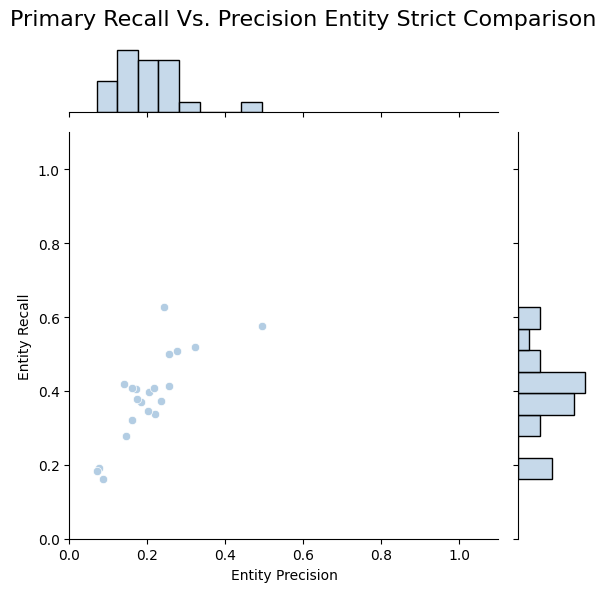 Primary Recall Vs. Precision Entity Strict Comparison
1.0
0.8
0.6
0.4
0.2
0.0
Entity Recall
0.0 0.2 0.4 0.6 0.8 1.0
Entity Precision